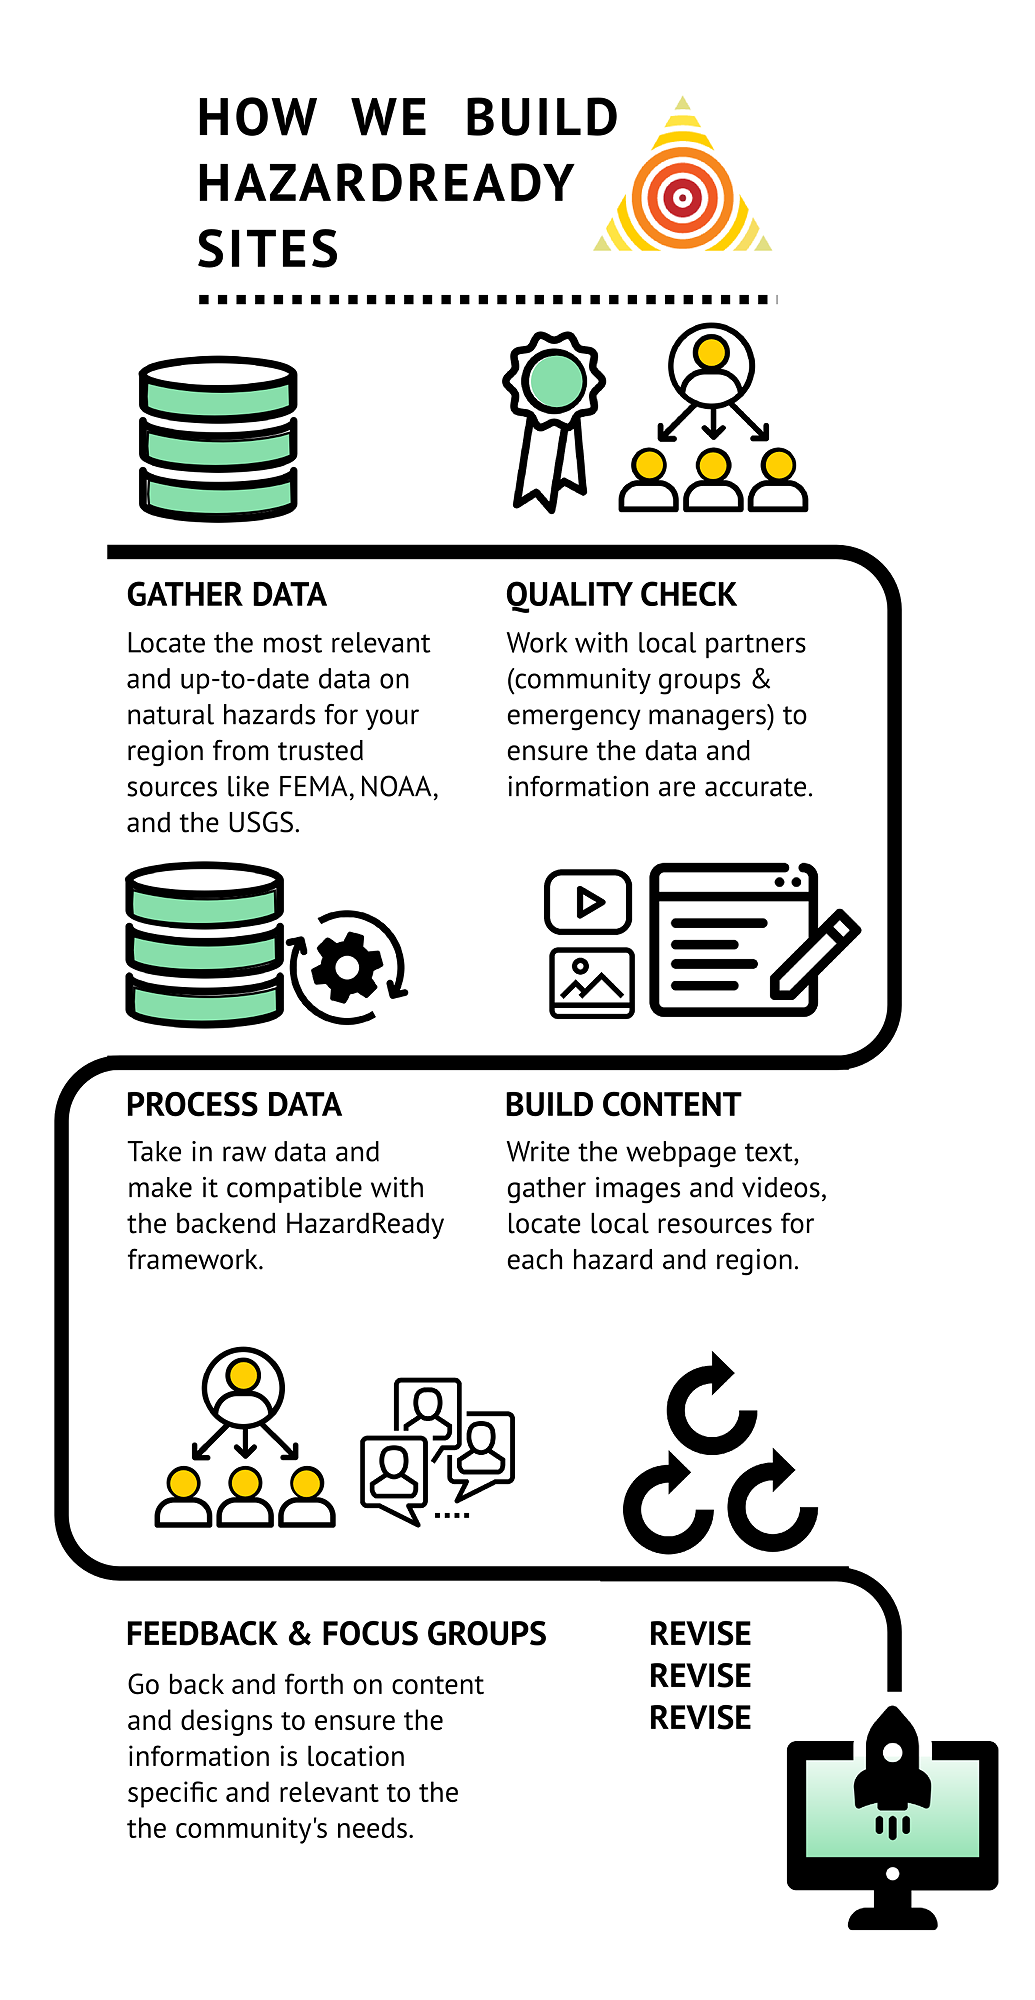 HOW WE BUILD
HAZARDREADY
SITES
GATHER DATA
Locate the most relevant
and up-to-date data on
natural hazards for your
region from trusted
sources like FEMA, NOAA,
and the USGS.
QUALITY CHECK
Work with local partners
(community groups &
emergency managers) to
ensure the data and
information are accurate.
PROCESS DATA
Take in raw data and
make it compatible with
the backend HazardReady
framework.
BUILD CONTENT
Write the webpage text,
gather images and videos,
locate local resources for
each hazard and region.
FEEDBACK & FOCUS GROUPS
Go back and forth on content
and designs to ensure the
information is location
specific and relevant to the
the community's needs.
REVISE
REVISE
REVISE